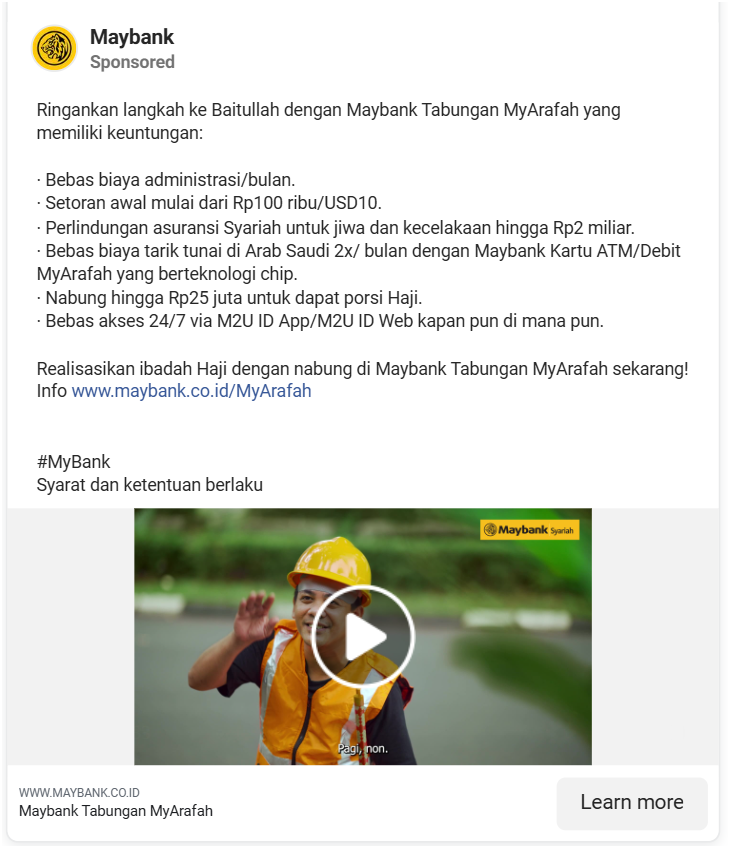 Maybank
Sponsored
Ringankan langkah ke Baitullah dengan Maybank Tabungan MyArafah yang
memiliki keuntungan:
· Bebas biaya administrasi/bulan.
· Setoran awal mulai dari Rp100 ribu/USD10.
· Perlindungan asuransi Syariah untuk jiwa dan kecelakaan hingga Rp2 miliar.
· Bebas biaya tarik tunai di Arab Saudi 2x/ bulan dengan Maybank Kartu ATM/Debit
MyArafah yang berteknologi chip.
· Nabung hingga Rp25 juta untuk dapat porsi Haji.
· Bebas akses 24/7 via M2U ID App/M2U ID Web kapan pun di mana pun.
Realisasikan ibadah Haji dengan nabung di Maybank Tabungan MyArafah sekarang!
Info www.maybank.co.id/MyArafah
#MyBank
Syarat dan ketentuan berlaku
Maybank Syariah
Pagi, non.
WWW.MAYBANK.CO.ID
Maybank Tabungan MyArafah
Learn more